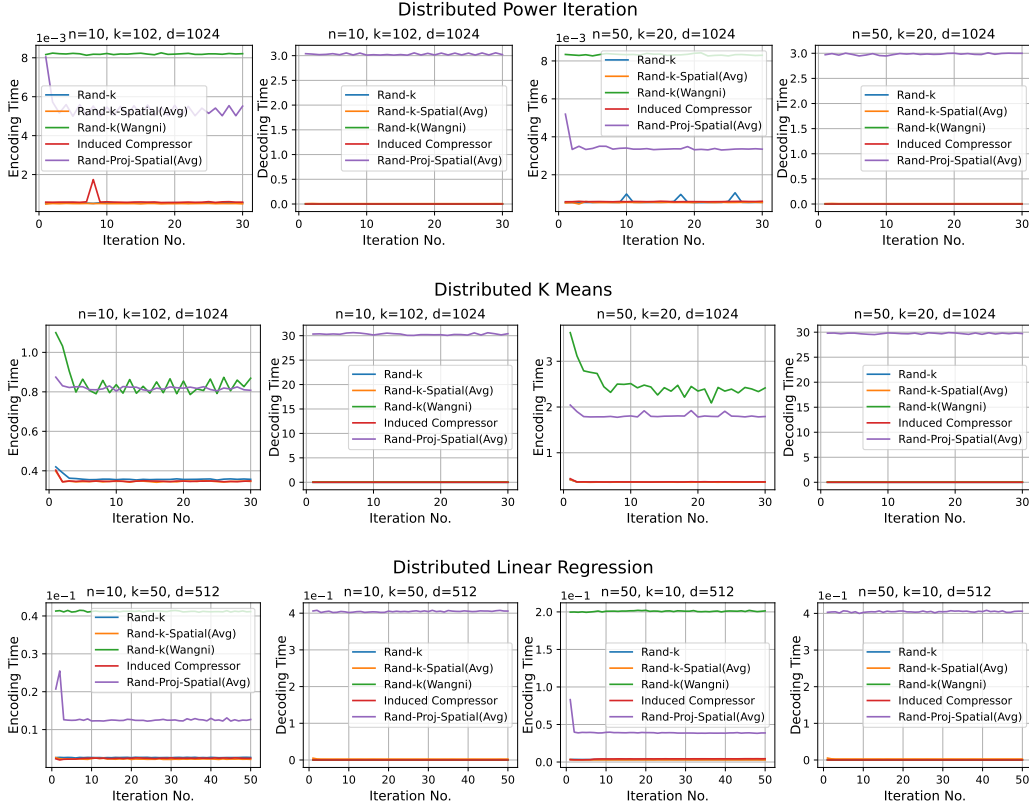 Distributed Power Iteration
1e−3 n=10, k=102, d=1024
Encoding Time
8
6
4
2
Rand-k
Rand-k-Spatial(Avg)
Rand-k(Wangni)
Induced Compressor
Rand-Proj-Spatial(Avg)
0 10 20 30
Iteration No.
n=10, k=102, d=1024
Decoding Time
3.0
2.5
2.0
1.5
1.0
0.5
0.0
Rand-k
Rand-k-Spatial(Avg)
Rand-k(Wangni)
Induced Compressor
Rand-Proj-Spatial(Avg)
0 10 20 30
Iteration No.
1e−3 n=50, k=20, d=1024
Encoding Time
8
6
4
2
Rand-k
Rand-k-Spatial(Avg)
Rand-k(Wangni)
Induced Compressor
Rand-Proj-Spatial(Avg)
0 10 20 30
Iteration No.
n=50, k=20, d=1024
Decoding Time
3.0
2.5
2.0
1.5
1.0
0.5
0.0
Rand-k
Rand-k-Spatial(Avg)
Rand-k(Wangni)
Induced Compressor
Rand-Proj-Spatial(Avg)
0 10 20 30
Iteration No.
Distributed K Means
n=10, k=102, d=1024
Encoding Time
1.0
0.8
0.6
0.4
0 10 20 30
Iteration No.
n=10, k=102, d=1024
Decoding Time
30
25
20
15
10
5
0
Rand-k
Rand-k-Spatial(Avg)
Rand-k(Wangni)
Induced Compressor
Rand-Proj-Spatial(Avg)
0 10 20 30
Iteration No.
n=50, k=20, d=1024
Encoding Time
3
2
1
0 10 20 30
Iteration No.
n=50, k=20, d=1024
Decoding Time
30
25
20
15
10
5
0
Rand-k
Rand-k-Spatial(Avg)
Rand-k(Wangni)
Induced Compressor
Rand-Proj-Spatial(Avg)
0 10 20 30
Iteration No.
Distributed Linear Regression
1e−1 n=10, k=50, d=512
Encoding Time
0.4
0.3
0.2
0.1
Rand-k
Rand-k-Spatial(Avg)
Rand-k(Wangni)
Induced Compressor
Rand-Proj-Spatial(Avg)
0 10 20 30 40 50
Iteration No.
1e−1 n=10, k=50, d=512
Decoding Time
4
3
2
1
0
Rand-k
Rand-k-Spatial(Avg)
Rand-k(Wangni)
Induced Compressor
Rand-Proj-Spatial(Avg)
0 10 20 30 40 50
Iteration No.
1e−1 n=50, k=10, d=512
Encoding Time
2.0
1.5
1.0
0.5
0.0
Rand-k
Rand-k-Spatial(Avg)
Rand-k(Wangni)
Induced Compressor
Rand-Proj-Spatial(Avg)
0 10 20 30 40 50
Iteration No.
1e−1 n=50, k=10, d=512
Decoding Time
4
3
2
1
0
Rand-k
Rand-k-Spatial(Avg)
Rand-k(Wangni)
Induced Compressor
Rand-Proj-Spatial(Avg)
0 10 20 30 40 50
Iteration No.